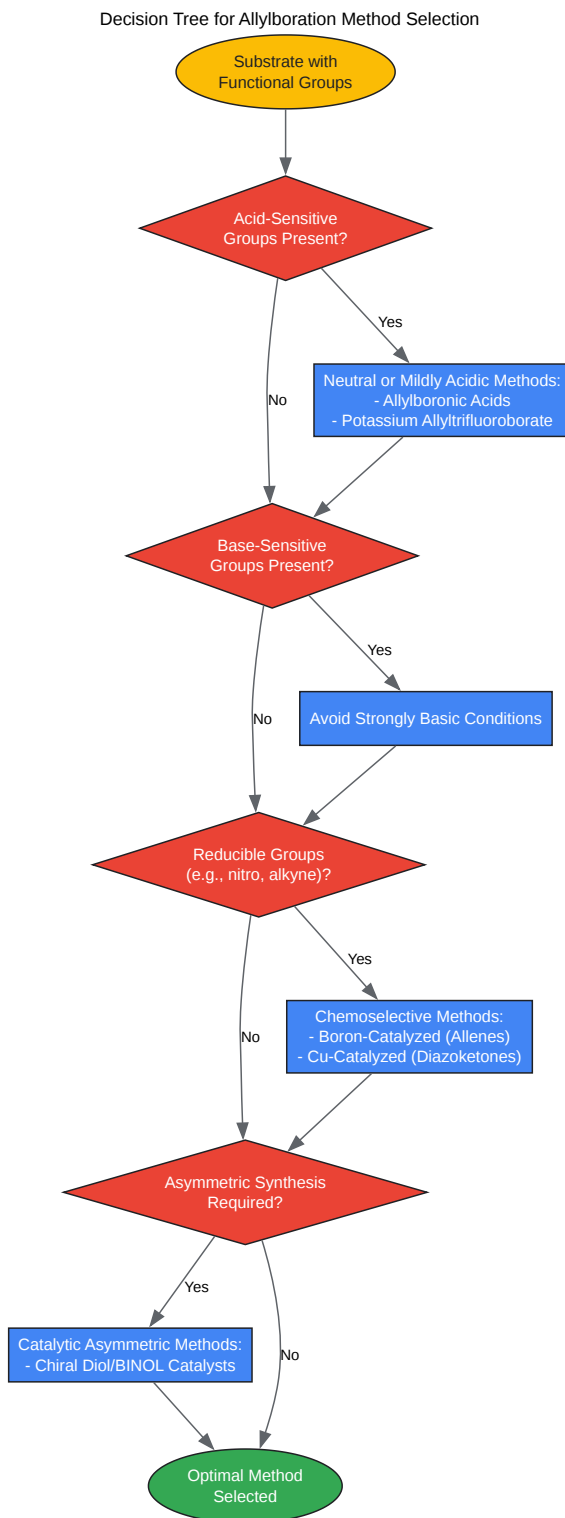 Decision Tree for Allylboration Method Selection
Substrate with
Functional Groups
Acid-Sensitive
Groups Present?
Yes
Neutral or Mildly Acidic Methods:
- Allylboronic Acids
- Potassium Allyltrifluoroborate
No
Base-Sensitive
Groups Present?
Yes
Avoid Strongly Basic Conditions
No
Reducible Groups
(e.g., nitro, alkyne)?
Yes
Chemoselective Methods:
- Boron-Catalyzed (Allenes)
- Cu-Catalyzed (Diazoketones)
No
Asymmetric Synthesis
Required?
Yes
Catalytic Asymmetric Methods:
- Chiral Diol/BINOL Catalysts
No
Optimal Method
Selected